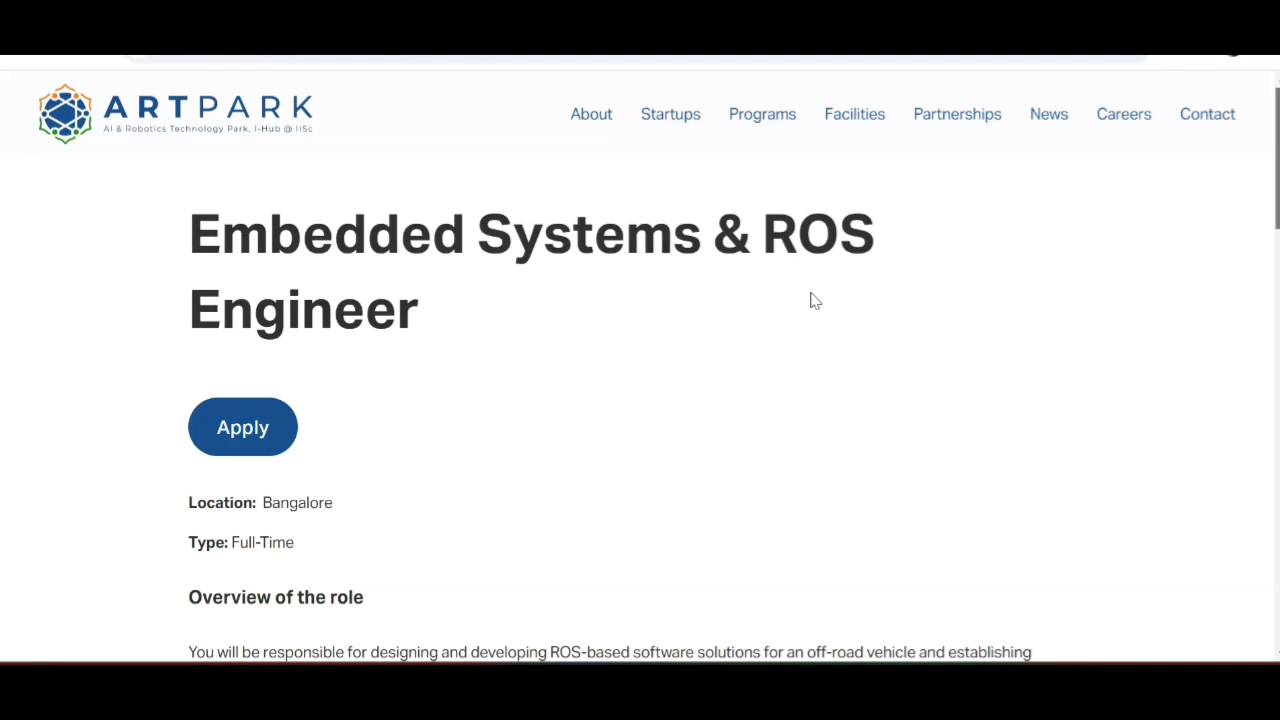 ARTPARK
AI & Robotics Technology Park, I-Hub @ IISc
About Startups Programs Facilities Partnerships News Careers Contact
Embedded Systems & ROS
Engineer
Apply
Location: Bangalore
Type: Full-Time
Overview of the role
You will be responsible for designing and developing ROS-based software solutions for an off-road vehicle and establishing